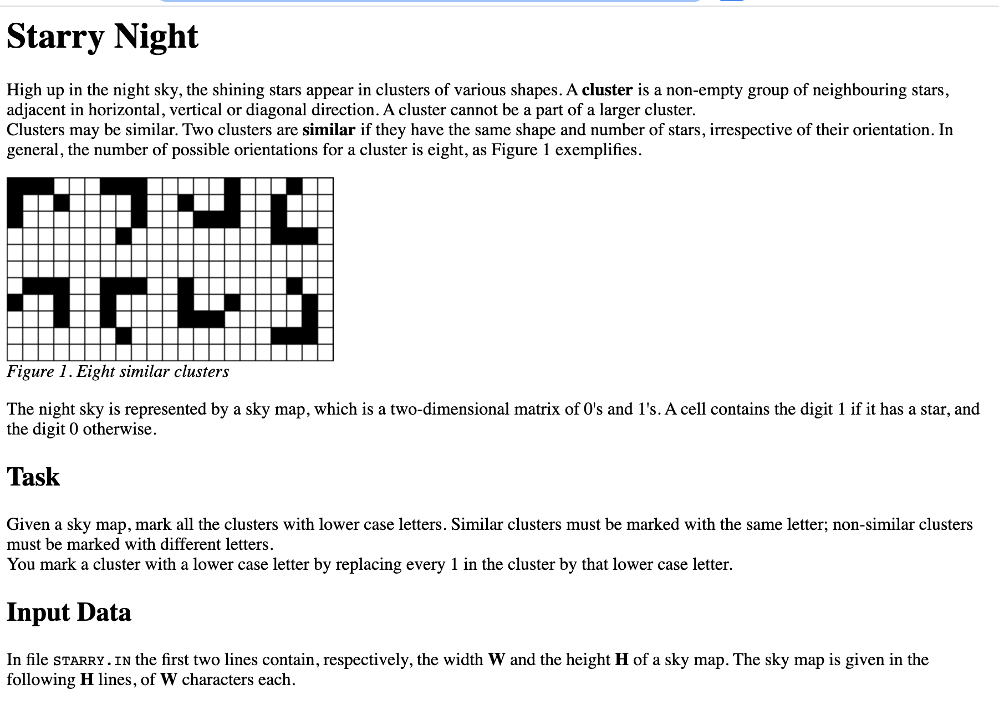 Starry Night
High up in the night sky, the shining stars appear in clusters of various shapes. A cluster is a non-empty group of neighbouring stars,
adjacent in horizontal, vertical or diagonal direction. A cluster cannot be a part of a larger cluster.
Clusters may be similar. Two clusters are similar if they have the same shape and number of stars, irrespective of their orientation. In
general, the number of possible orientations for a cluster is eight, as Figure 1 exemplifies.
Figure 1. Eight similar clusters
The night sky is represented by a sky map, which is a two-dimensional matrix of 0's and 1's. A cell contains the digit 1 if it has a star, and
the digit 0 otherwise.
Task
Given a sky map, mark all the clusters with lower case letters. Similar clusters must be marked with the same letter; non-similar clusters
must be marked with different letters.
You mark a cluster with a lower case letter by replacing every 1 in the cluster by that lower case letter.
Input Data
In file STARRY.IN the first two lines contain, respectively, the width W and the height H of a sky map. The sky map is given in the
following H lines, of W characters each.